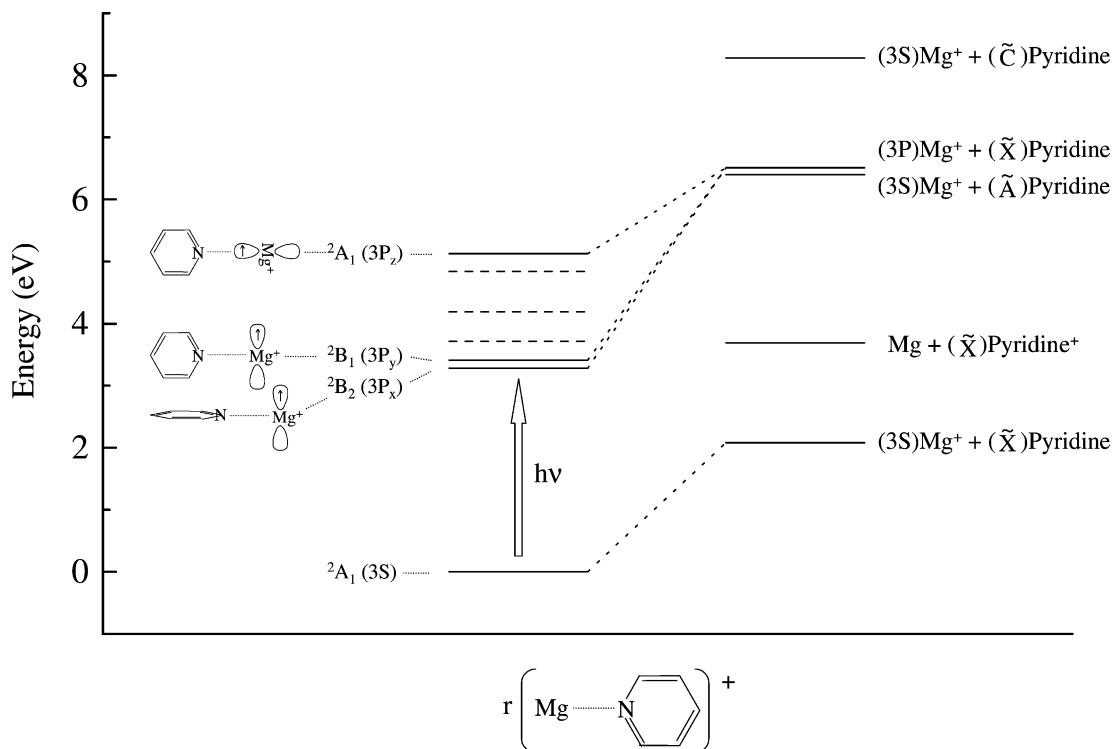 Energy (eV)
8
6
4
2
0
(3S)Mg⁺ + (C̃)Pyridine
(3P)Mg⁺ + (X̃)Pyridine
(3S)Mg⁺ + (Ã)Pyridine
Mg + (X̃)Pyridine⁺
(3S)Mg⁺ + (X̃)Pyridine
N ↑ Mg⁺ ²A₁ (3P_z)
N ↑ Mg⁺ ²B₁ (3P_y)
²B₂ (3Pₓ)
N ↑ Mg⁺
hν
²A₁ (3S)
r ( Mg N ) +